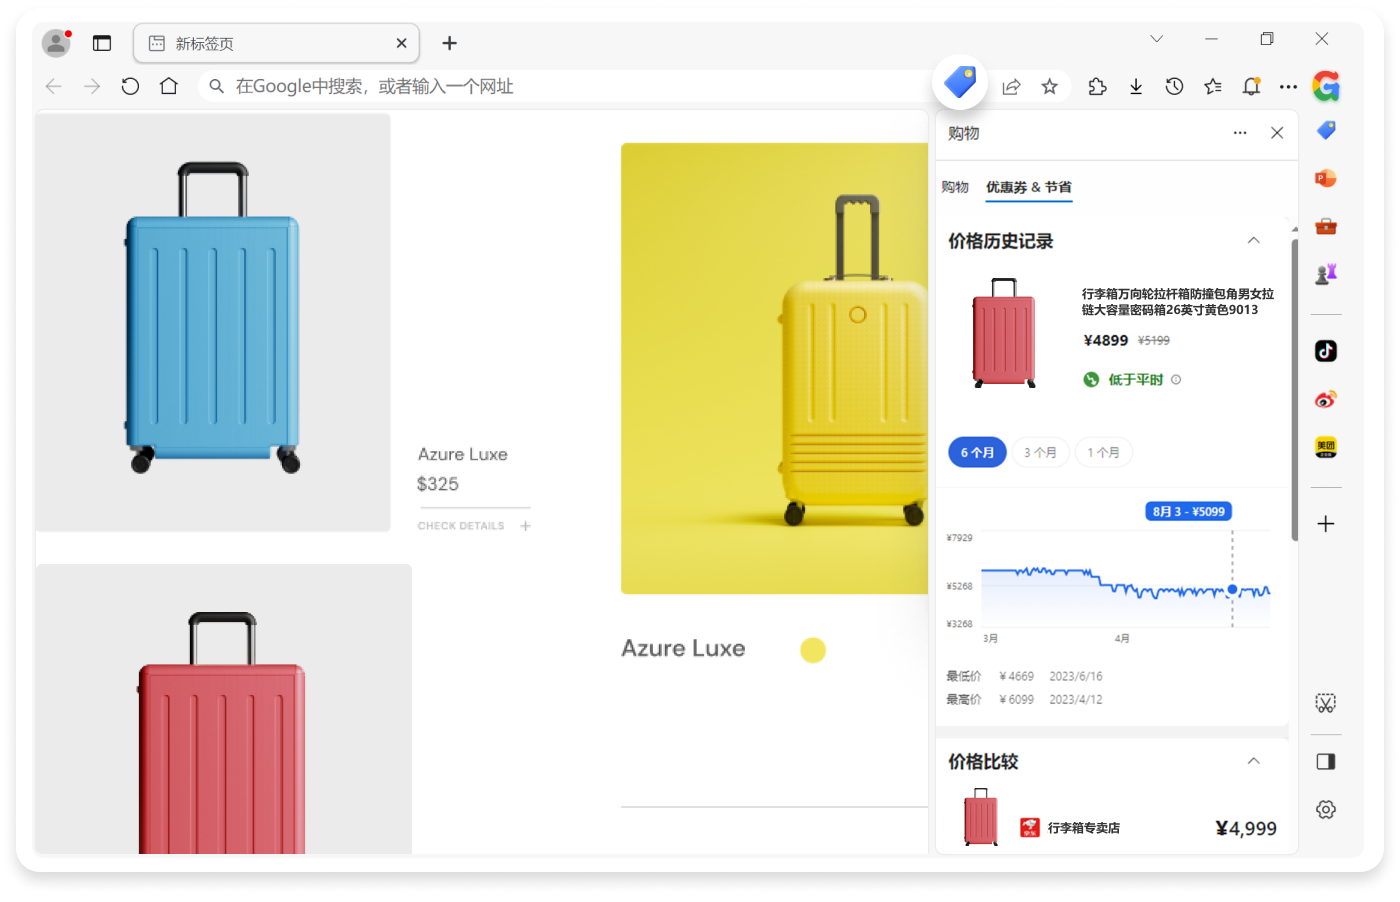 新标签页
在Google中搜索，或者输入一个网址
Azure Luxe
$325
CHECK DETAILS +
Azure Luxe
购物
购物 优惠券 & 节省
价格历史记录
行李箱万向轮拉杆箱防撞包角男女拉
链大容量密码箱26英寸黄色9013
¥4899 ¥5199
低于平时
6 个月 3 个月 1 个月
8月 3 - ¥5099
¥7929
¥5268
¥3268
3月 4月
最低价 ¥ 4669 2023/6/16
最高价 ¥ 6099 2023/4/12
价格比较
京东
行李箱专卖店 ¥4,999
P
美团